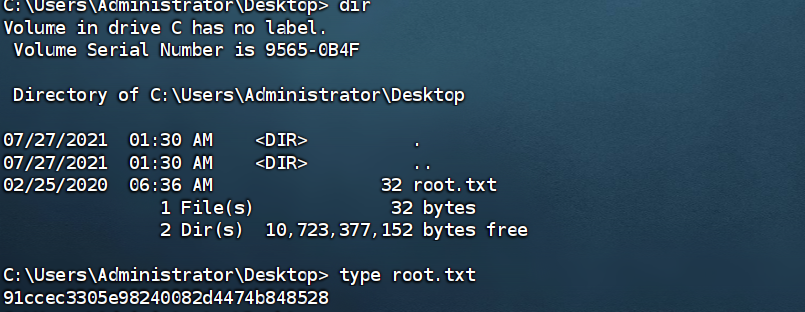 C:\Users\Administrator\Desktop> dir
Volume in drive C has no label.
 Volume Serial Number is 9565-0B4F
 Directory of C:\Users\Administrator\Desktop
07/27/2021  01:30 AM    <DIR>          .
07/27/2021  01:30 AM    <DIR>          ..
02/25/2020  06:36 AM                32 root.txt
               1 File(s)             32 bytes
               2 Dir(s)  10,723,377,152 bytes free
C:\Users\Administrator\Desktop> type root.txt
91ccec3305e98240082d4474b848528